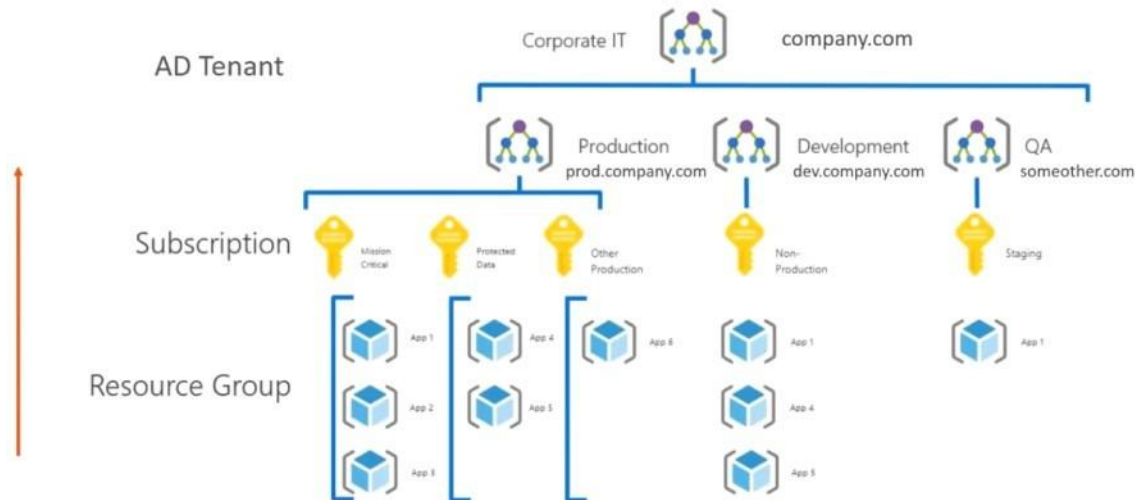 Corporate IT
company.com
AD Tenant
Production
prod.company.com
Development
dev.company.com
QA
someother.com
Subscription
Mission
Critical
Protected
Data
Other
Production
Non-
Production
Staging
App 1
App 4
App 6
App 1
App 1
Resource Group
App 2
App 5
App 4
App 3
App 5